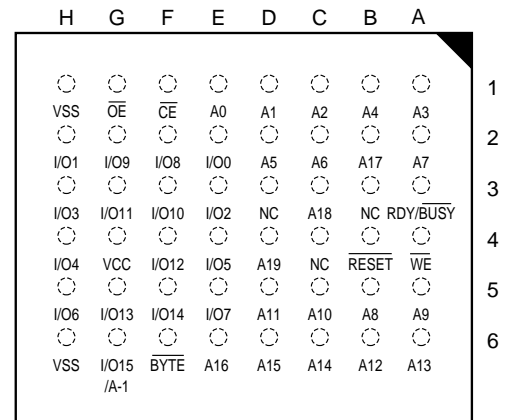 H G F E D C B A
1
VSS OE CE A0 A1 A2 A4 A3
2
I/O1 I/O9 I/O8 I/O0 A5 A6 A17 A7
3
I/O3 I/O11 I/O10 I/O2 NC A18 NC RDY/BUSY
4
I/O4 VCC I/O12 I/O5 A19 NC RESET WE
5
I/O6 I/O13 I/O14 I/O7 A11 A10 A8 A9
6
VSS I/O15 BYTE A16 A15 A14 A12 A13
/A-1